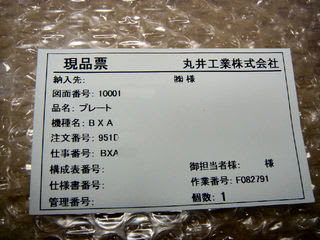 現品票 丸井工業株式会社
納入先: ㈱ 様
図面番号: 10001
品名: プレート
機種名: BXA
注文番号: 951D
仕事番号: BXA
構成表番号: 御担当者様: 様
仕様書番号: 作業番号: F082791
管理番号: 個数: 1